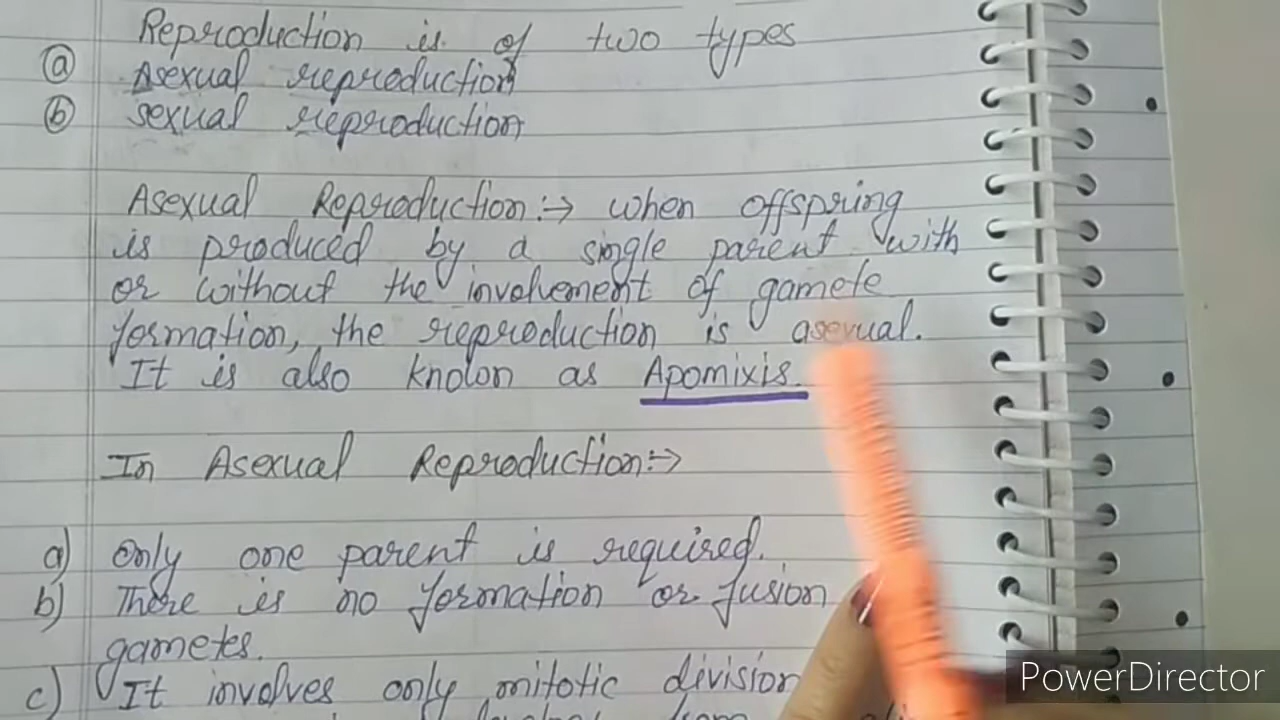 Reproduction is of two types
a Asexual reproduction
b sexual reproduction
Asexual Reproduction:→ when offspring
is produced by a single parent with
or without the involvement of gamete
formation, the reproduction is asexual.
It is also known as Apomixis.
In Asexual Reproduction:→
a) Only one parent is required.
b) There is no formation or fusion
gametes.
c) It involves only mitotic division
PowerDirector